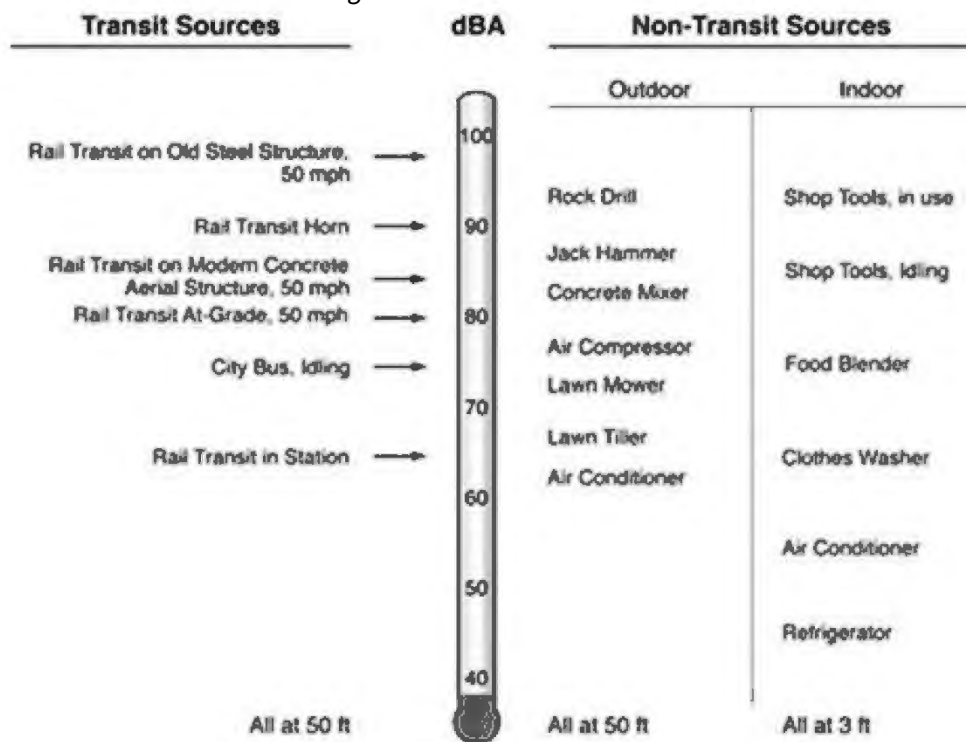 Transit Sources
dBA
Non-Transit Sources
Outdoor
Indoor
100
Rail Transit on Old Steel Structure,
50 mph
Rock Drill
Shop Tools, in use
Rail Transit Horn
90
Jack Hammer
Rail Transit on Modern Concrete
Aerial Structure, 50 mph
Shop Tools, Idling
Concrete Mixer
Rail Transit At-Grade, 50 mph
80
Air Compressor
City Bus, Idling
Food Blender
Lawn Mower
70
Lawn Tiller
Rail Transit in Station
Clothes Washer
Air Conditioner
60
Air Conditioner
50
Refrigerator
40
All at 50 ft
All at 50 ft
All at 3 ft